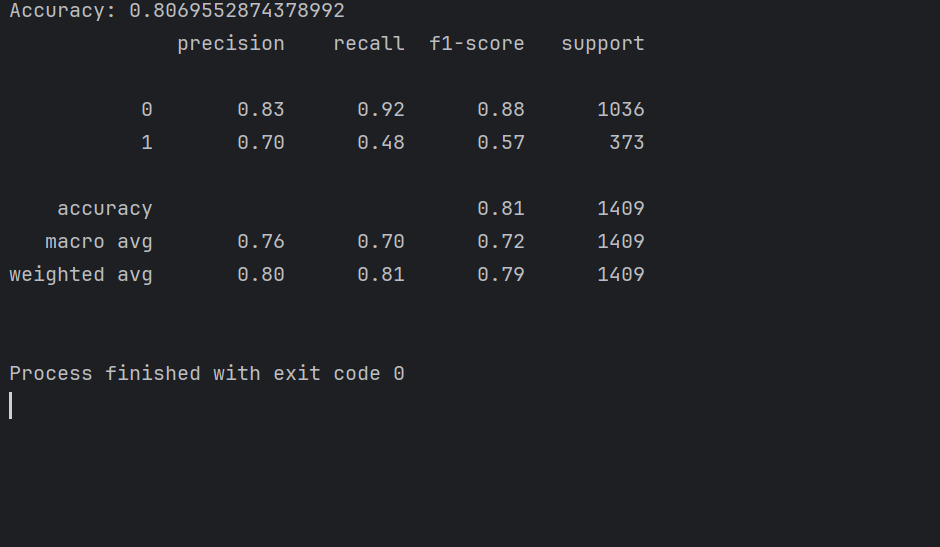 Accuracy: 0.8069552874378992
precision recall f1-score support
0 0.83 0.92 0.88 1036
1 0.70 0.48 0.57 373
accuracy 0.81 1409
macro avg 0.76 0.70 0.72 1409
weighted avg 0.80 0.81 0.79 1409
Process finished with exit code 0